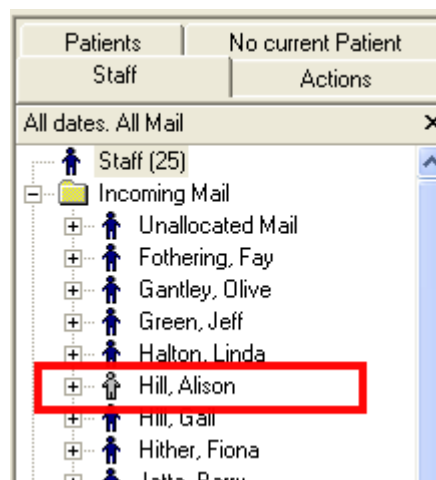 Patients No current Patient
Staff Actions
All dates. All Mail
Staff (25)
Incoming Mail
Unallocated Mail
Fothering, Fay
Gantley, Olive
Green, Jeff
Halton, Linda
Hill, Alison
Hill, Gail
Hither, Fiona